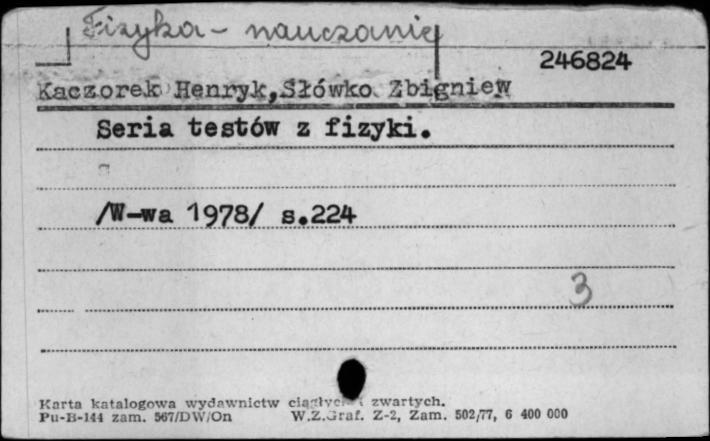 Fizyka - nauczanie
246824
Kaczorek Henryk,Słówko Zbigniew
Seria testów z fizyki.
/W-wa 1978/ s.224
3
Karta katalogowa wydawnictw ciągłych i zwartych.
Pu-B-144 zam. 567/DW/On W.Z.Graf. Z-2, Zam. 502/77, 6 400 000